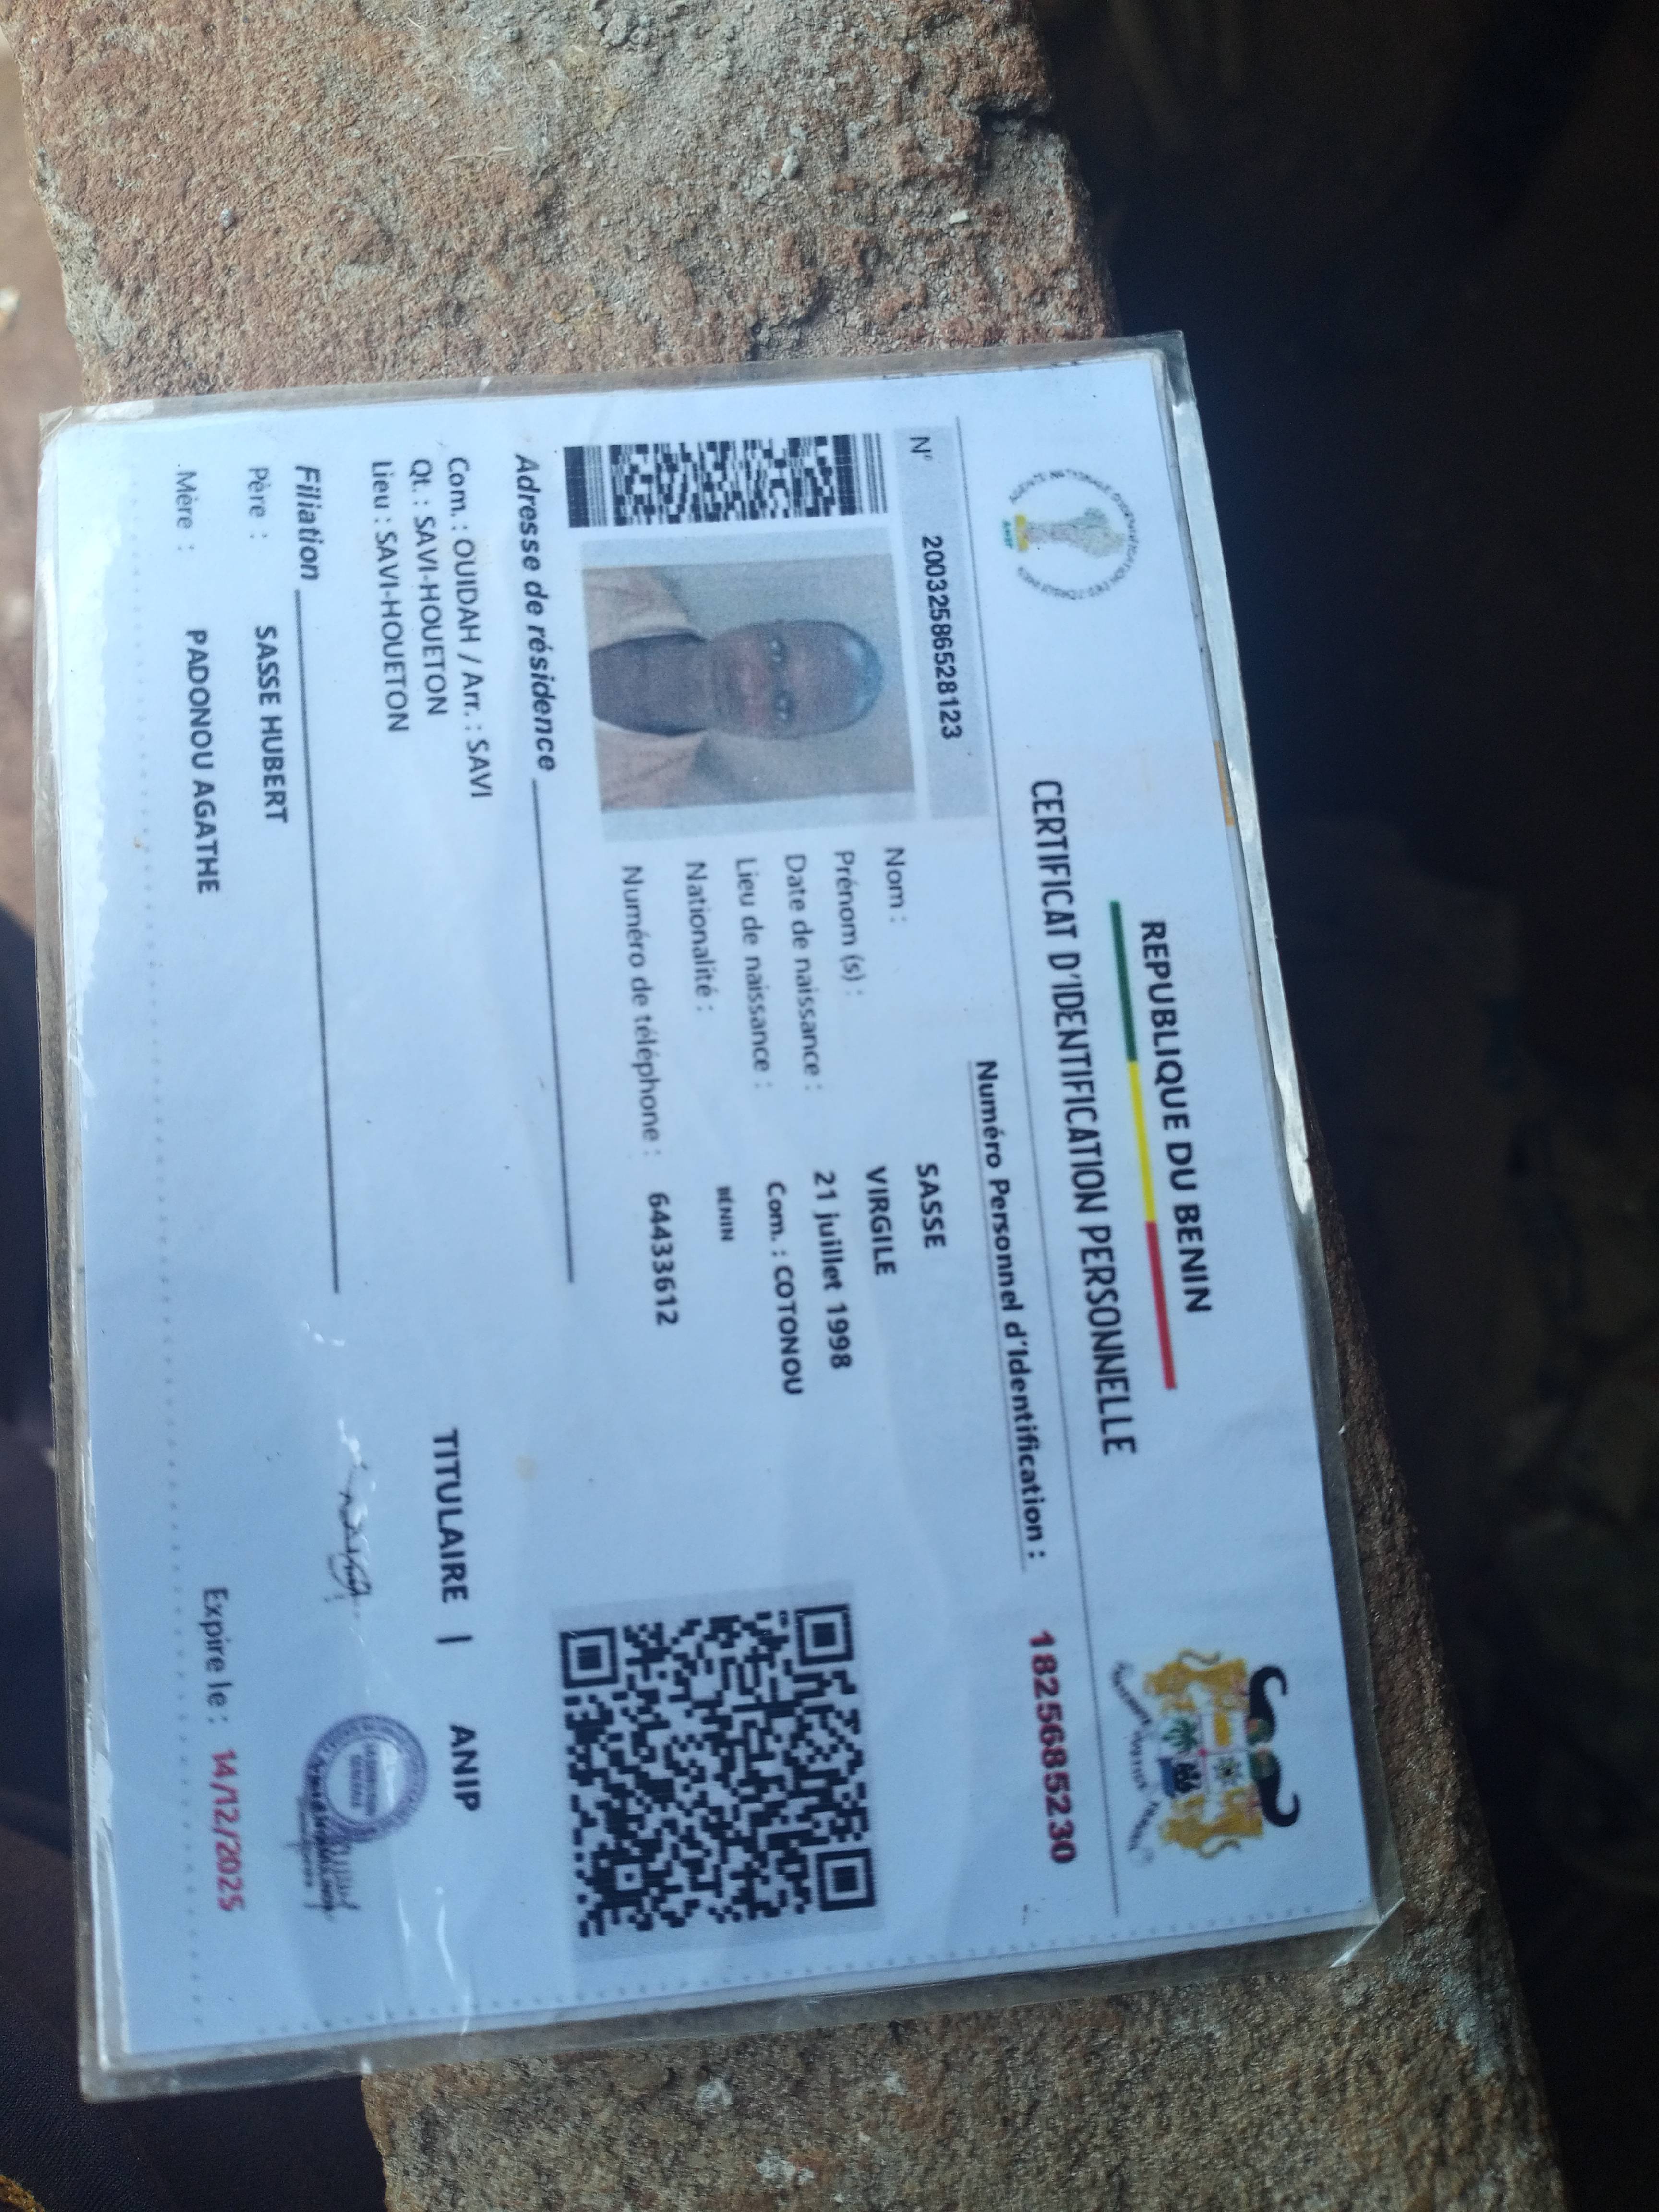 REPUBLIQUE DU BENIN
CERTIFICAT D'IDENTIFICATION PERSONNELLE
Numéro Personnel d'Identification : 1825685230
N° 20032586528123
Nom : SASSE
Prénom (s) : VIRGILE
Date de naissance : 21 juillet 1998
Lieu de naissance : Com. : COTONOU
Nationalité : BÉNIN
Numéro de téléphone : 64433612
Adresse de résidence
Com. : OUIDAH / Arr. : SAVI
Qt. : SAVI-HOUETON
Lieu : SAVI-HOUETON
TITULAIRE | ANIP
Filiation
Père : SASSE HUBERT
Mère : PADONOU AGATHE
Expire le : 14/12/2025